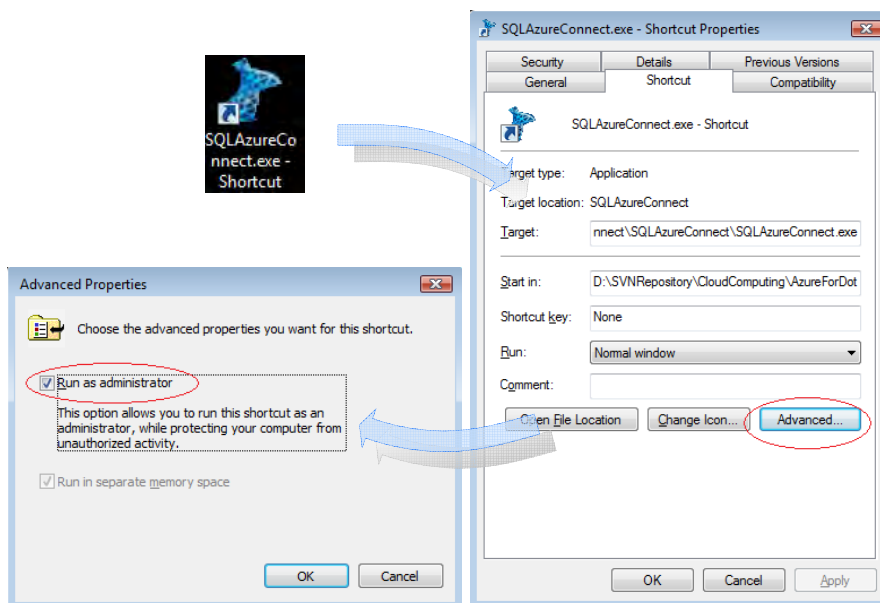 SQLAzureCo
nnect.exe -
Shortcut
SQLAzureConnect.exe - Shortcut Properties
Security Details Previous Versions
General Shortcut Compatibility
SQLAzureConnect.exe - Shortcut
type: Application
Target location: SQLAzureConnect
Target: nnect\SQLAzureConnect\SQLAzureConnect.exe
Start in: D:\SVNRepository\CloudComputing\AzureForDot
Shortcut key: None
Run: Normal window
Comment:
Open File Location Change Icon... Advanced...
OK Cancel Apply
Advanced Properties
Choose the advanced properties you want for this shortcut.
Run as administrator
This option allows you to run this shortcut as an
administrator, while protecting your computer from
unauthorized activity.
Run in separate memory space
OK Cancel